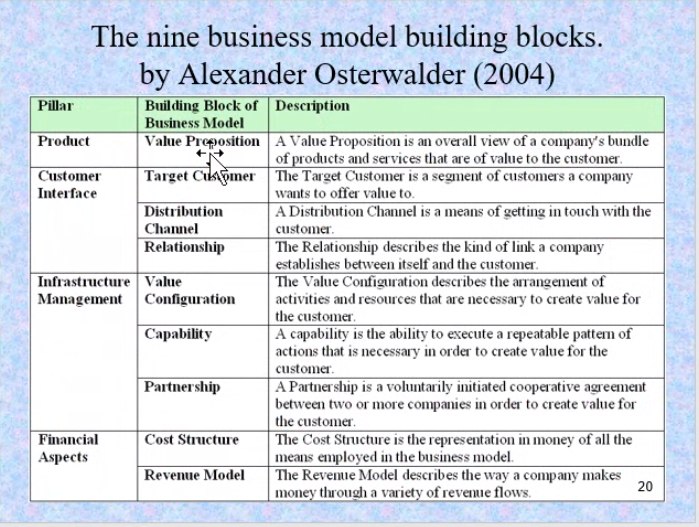 The nine business model building blocks.
by Alexander Osterwalder (2004)
Pillar
Building Block of
Business Model
Description
Product
Value Proposition
A Value Proposition is an overall view of a company's bundle
of products and services that are of value to the customer.
Customer
Interface
Target Customer
The Target Customer is a segment of customers a company
wants to offer value to.
Distribution
Channel
A Distribution Channel is a means of getting in touch with the
customer.
Relationship
The Relationship describes the kind of link a company
establishes between itself and the customer.
Infrastructure
Management
Value
Configuration
The Value Configuration describes the arrangement of
activities and resources that are necessary to create value for
the customer.
Capability
A capability is the ability to execute a repeatable pattern of
actions that is necessary in order to create value for the
customer.
Partnership
A Partnership is a voluntarily initiated cooperative agreement
between two or more companies in order to create value for
the customer.
Financial
Aspects
Cost Structure
The Cost Structure is the representation in money of all the
means employed in the business model.
Revenue Model
The Revenue Model describes the way a company makes
money through a variety of revenue flows.
20